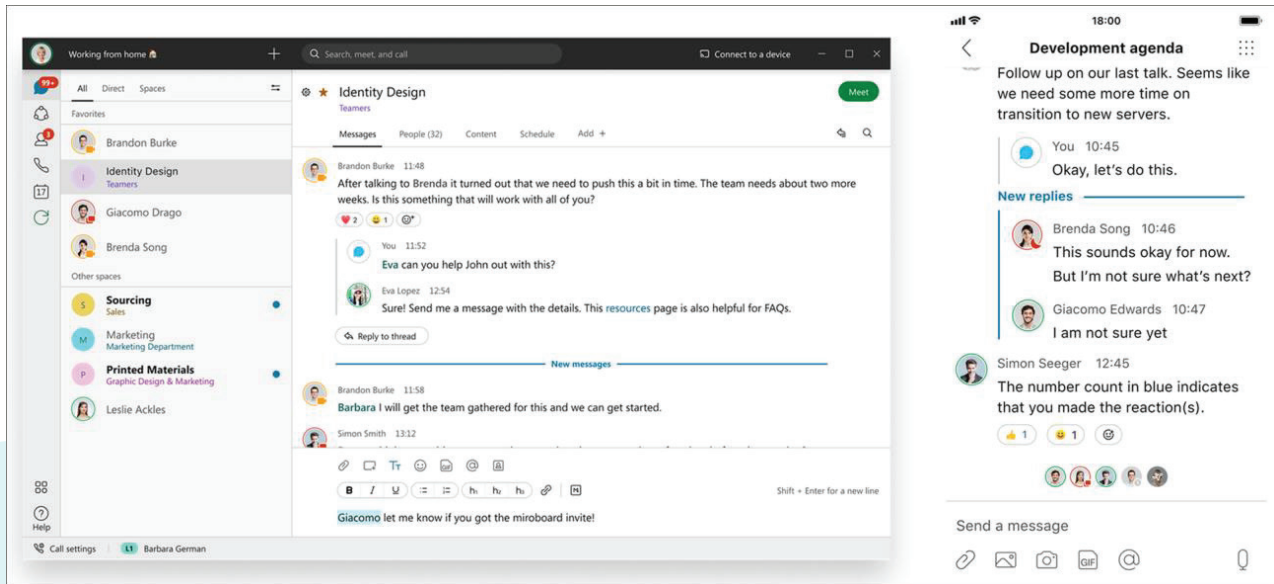 Working from home
Search, meet, and call
Connect to a device
99+
All Direct Spaces
Favorites
3
Brandon Burke
I Identity Design
Teamers
17
Giacomo Drago
Brenda Song
Other spaces
S Sourcing
Sales
M Marketing
Marketing Department
P Printed Materials
Graphic Design & Marketing
Leslie Ackles
Help
Call settings
L1 Barbara German
Identity Design
Teamers
Meet
Messages People (32) Content Schedule Add +
Brandon Burke 11:48
After talking to Brenda it turned out that we need to push this a bit in time. The team needs about two more
weeks. Is this something that will work with all of you?
2 1
You 11:52
Eva can you help John out with this?
Eva Lopez 12:54
Sure! Send me a message with the details. This resources page is also helpful for FAQs.
Reply to thread
New messages
Brandon Burke 11:58
Barbara I will get the team gathered for this and we can get started.
Simon Smith 13:12
Tт GIF @
B I U h₁ h₂ h₃ M
Shift + Enter for a new line
Giacomo let me know if you got the miroboard invite!
18:00
Development agenda
Follow up on our last talk. Seems like
we need some more time on
transition to new servers.
You 10:45
Okay, let's do this.
New replies
Brenda Song 10:46
This sounds okay for now.
But I'm not sure what's next?
Giacomo Edwards 10:47
I am not sure yet
Simon Seeger 12:45
The number count in blue indicates
that you made the reaction(s).
1 1
Send a message
GIF @